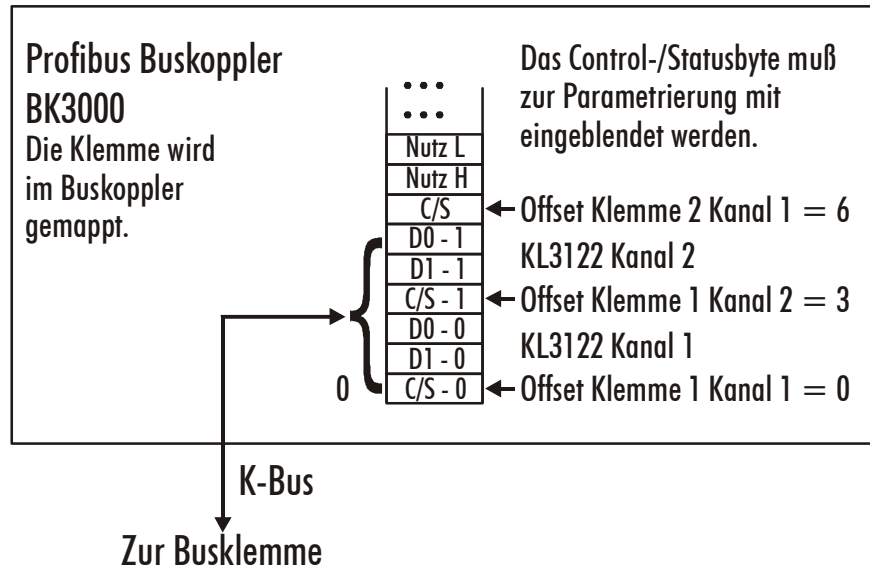 Profibus Buskoppler
BK3000
Die Klemme wird
im Buskoppler
gemappt.
Das Control-/Statusbyte muß
zur Parametrierung mit
eingeblendet werden.
•••
•••
Nutz L
Nutz H
C/S
Offset Klemme 2 Kanal 1 = 6
D0 - 1
KL3122 Kanal 2
D1 - 1
C/S - 1
Offset Klemme 1 Kanal 2 = 3
D0 - 0
KL3122 Kanal 1
D1 - 0
0
C/S - 0
Offset Klemme 1 Kanal 1 = 0
K-Bus
Zur Busklemme